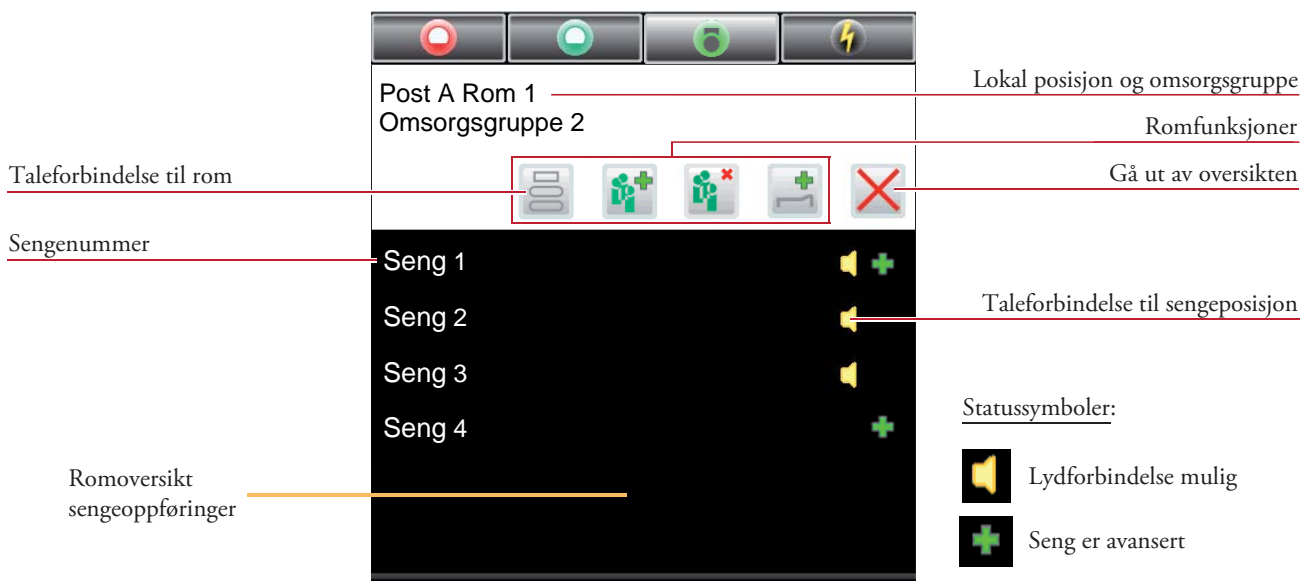 Post A Rom 1
Omsorgsgruppe 2
Lokal posisjon og omsorgsgruppe
Romfunksjoner
Gå ut av oversikten
Taleforbindelse til rom
Sengenummer
Seng 1
Seng 2
Seng 3
Seng 4
Taleforbindelse til sengeposisjon
Statussymboler:
Lydforbindelse mulig
Seng er avansert
Romoversikt
sengeoppføringer